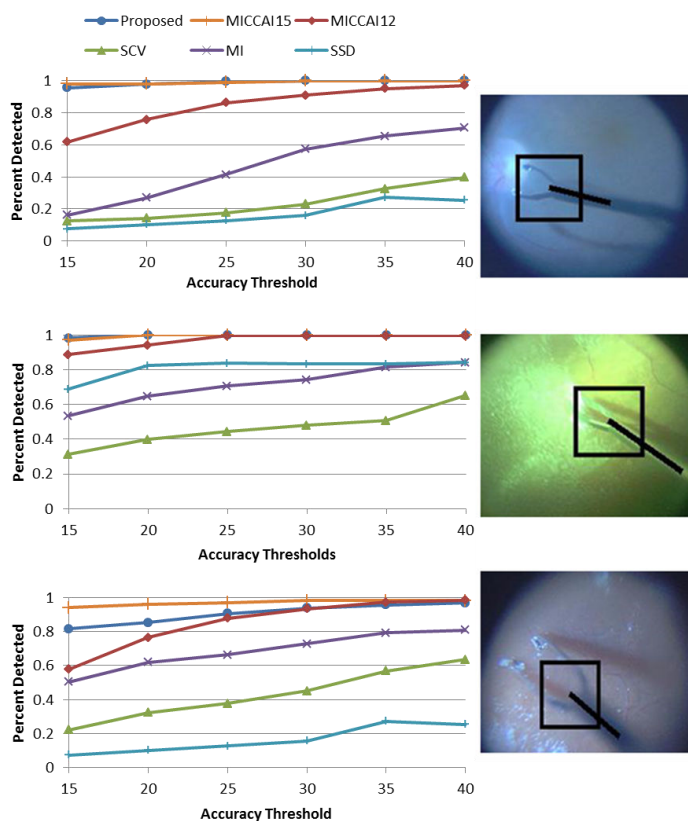 Proposed MICCAI15 MICCAI12
SCV MI SSD
Percent Detected
1
0.8
0.6
0.4
0.2
0
15 20 25 30 35 40
Accuracy Threshold
Percent Detected
1
0.8
0.6
0.4
0.2
0
15 20 25 30 35 40
Accuracy Thresholds
Percent Detected
1
0.8
0.6
0.4
0.2
0
15 20 25 30 35 40
Accuracy Threshold